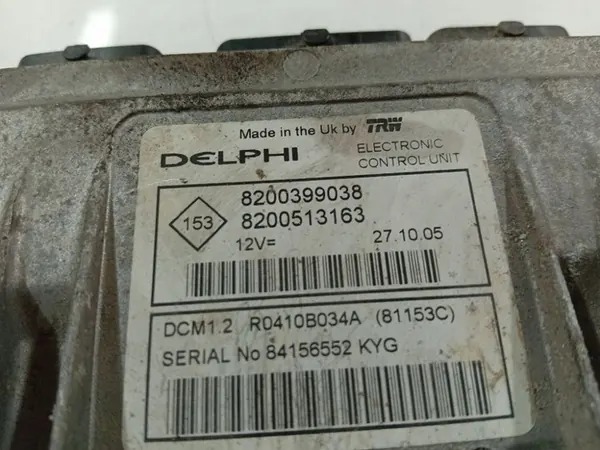 Made in the Uk by TRW
DELPHI ELECTRONIC
CONTROL UNIT
153
8200399038
8200513163
12V= 27.10.05
DCM1.2 R0410B034A (81153C)
SERIAL No 84156552 KYG